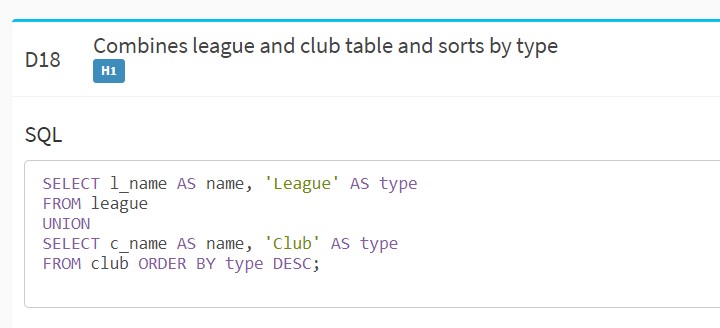 D18
Combines league and club table and sorts by type
H1
SQL
SELECT l_name AS name, 'League' AS type
FROM league
UNION
SELECT c_name AS name, 'Club' AS type
FROM club ORDER BY type DESC;